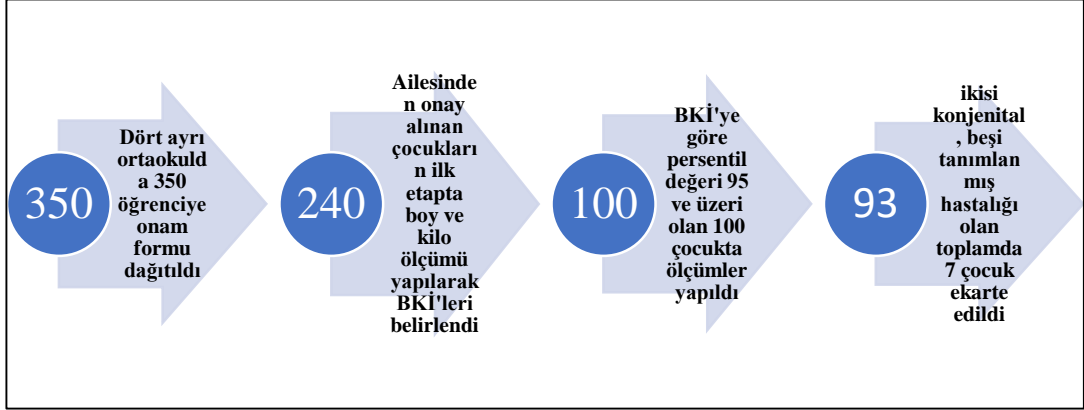 350
Dört ayrı
ortaokuld
a 350
öğrenciye
onam
formu
dağıtıldı
240
Ailesinde
n onay
alınan
çocukları
n ilk
etapta
boy ve
kilo
ölçümü
yapılarak
BKİ'leri
belirlendi
100
BKİ'ye
göre
persentil
değeri 95
ve üzeri
olan 100
çocukta
ölçümler
yapıldı
93
ikisi
konjenital
, beşi
tanımlan
mış
hastalığı
olan
toplamda
7 çocuk
ekarte
edildi